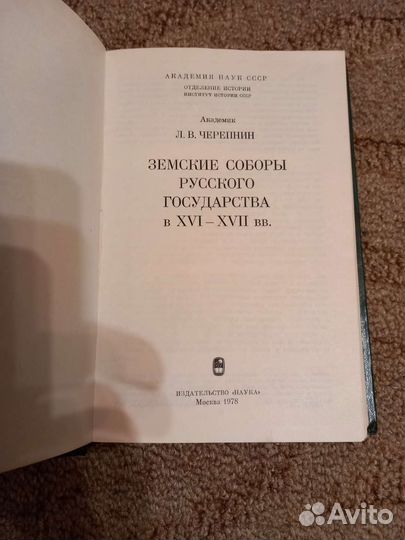 АКАДЕМИЯ НАУК СССР
ОТДЕЛЕНИЕ ИСТОРИИ
ИНСТИТУТ ИСТОРИИ СССР
Академик
Л. В. ЧЕРЕПНИН
ЗЕМСКИЕ СОБОРЫ
РУССКОГО
ГОСУДАРСТВА
в XVI – XVII вв.
ИЗДАТЕЛЬСТВО «НАУКА»
Москва 1978
Avito